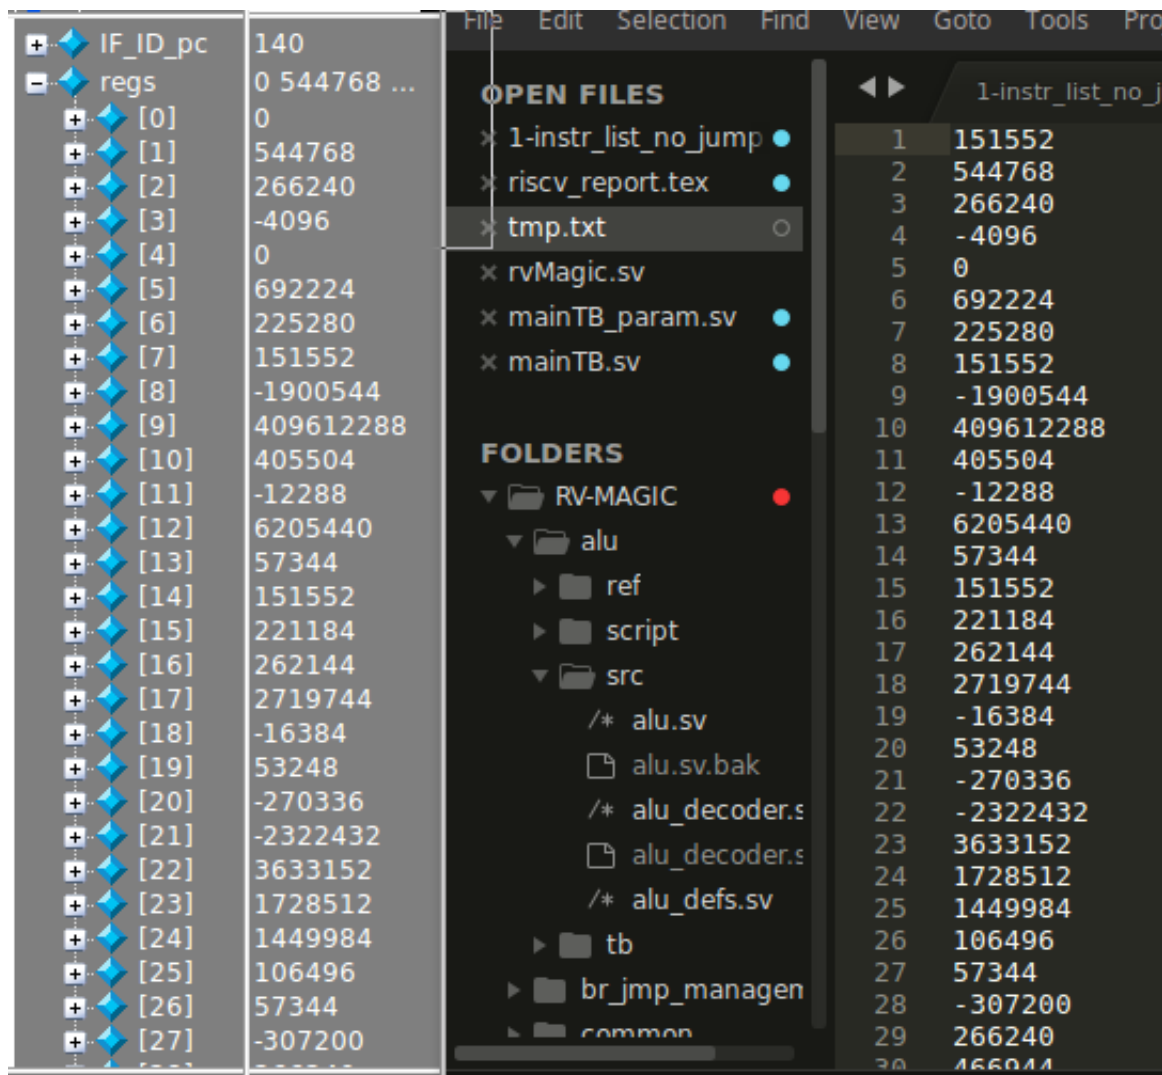 IF_ID_pc 140
regs 0 544768 ...
[0] 0
[1] 544768
[2] 266240
[3] -4096
[4] 0
[5] 692224
[6] 225280
[7] 151552
[8] -1900544
[9] 409612288
[10] 405504
[11] -12288
[12] 6205440
[13] 57344
[14] 151552
[15] 221184
[16] 262144
[17] 2719744
[18] -16384
[19] 53248
[20] -270336
[21] -2322432
[22] 3633152
[23] 1728512
[24] 1449984
[25] 106496
[26] 57344
[27] -307200
File Edit Selection Find View Goto Tools Pro
OPEN FILES
1-instr_list_no_jump
riscv_report.tex
tmp.txt
rvMagic.sv
mainTB_param.sv
mainTB.sv
FOLDERS
RV-MAGIC
alu
ref
script
src
/* alu.sv
alu.sv.bak
/* alu_decoder.s
alu_decoder.s
/* alu_defs.sv
tb
br_jmp_managem
common
1-instr_list_no_j
1 151552
2 544768
3 266240
4 -4096
5 0
6 692224
7 225280
8 151552
9 -1900544
10 409612288
11 405504
12 -12288
13 6205440
14 57344
15 151552
16 221184
17 262144
18 2719744
19 -16384
20 53248
21 -270336
22 -2322432
23 3633152
24 1728512
25 1449984
26 106496
27 57344
28 -307200
29 266240
30 466944